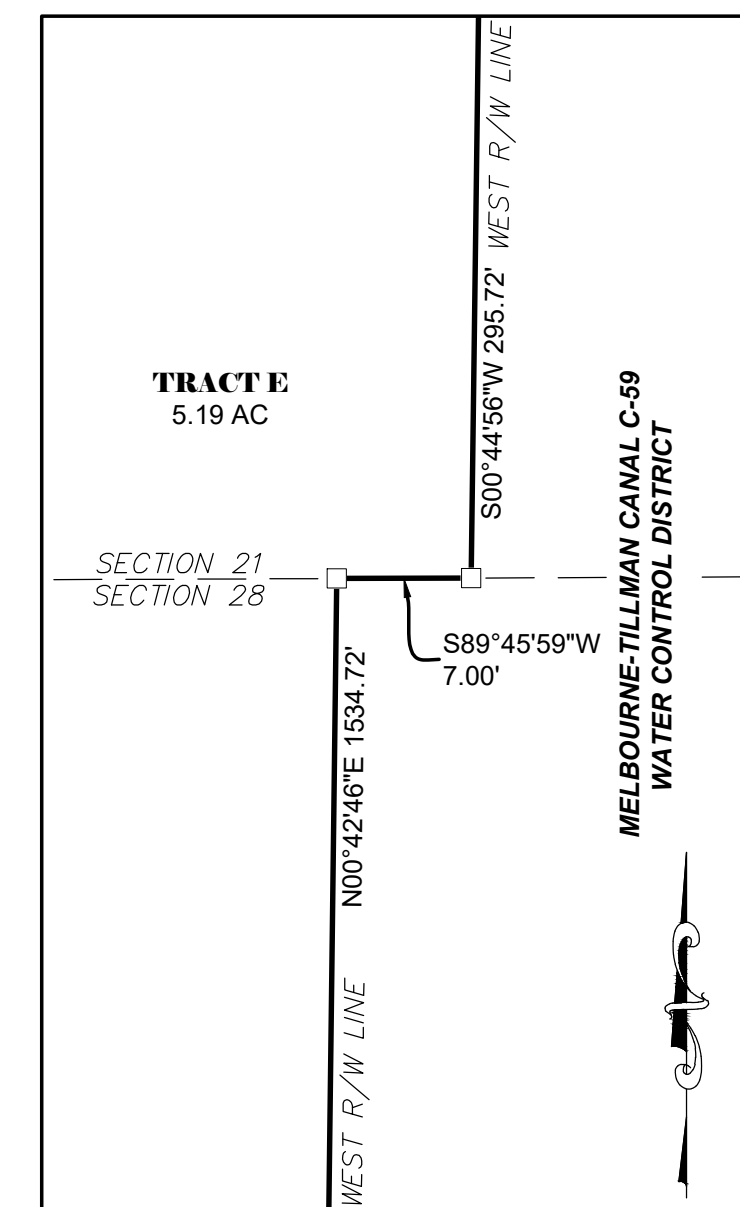 WEST R/W LINE
S00°44'56"W 295.72'
TRACT E
5.19 AC
MELBOURNE-TILLMAN CANAL C-59
WATER CONTROL DISTRICT
SECTION 21
SECTION 28
S89°45'59"W
7.00'
N00°42'46"E 1534.72'
WEST R/W LINE